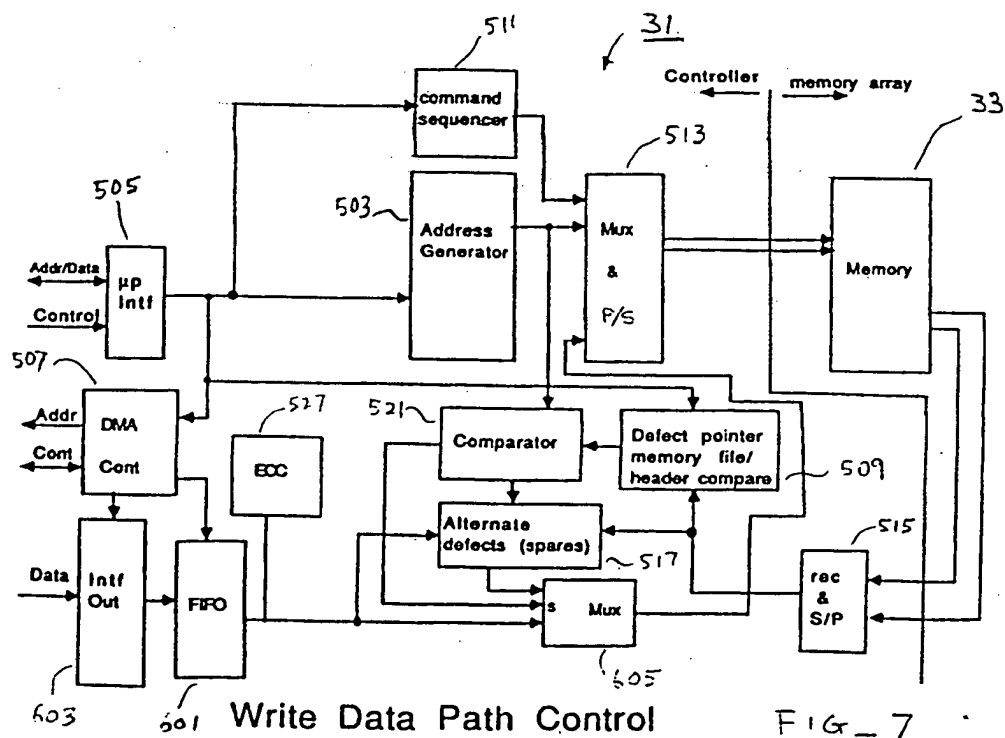 511
31
Controller
memory array
command
sequencer
33
513
505
503
Address
Generator
Mux
&
P/S
Memory
Addr/Data
µp
Intf
Control
507
527
521
Addr
DMA
Cont
Cont
ECC
Comparator
Defect pointer
memory file/
header compare
509
Alternate
defects (spares)
517
515
rec
&
S/P
Data
Intf
Out
FIFO
s
Mux
605
603
601
Write Data Path Control
FIG_7